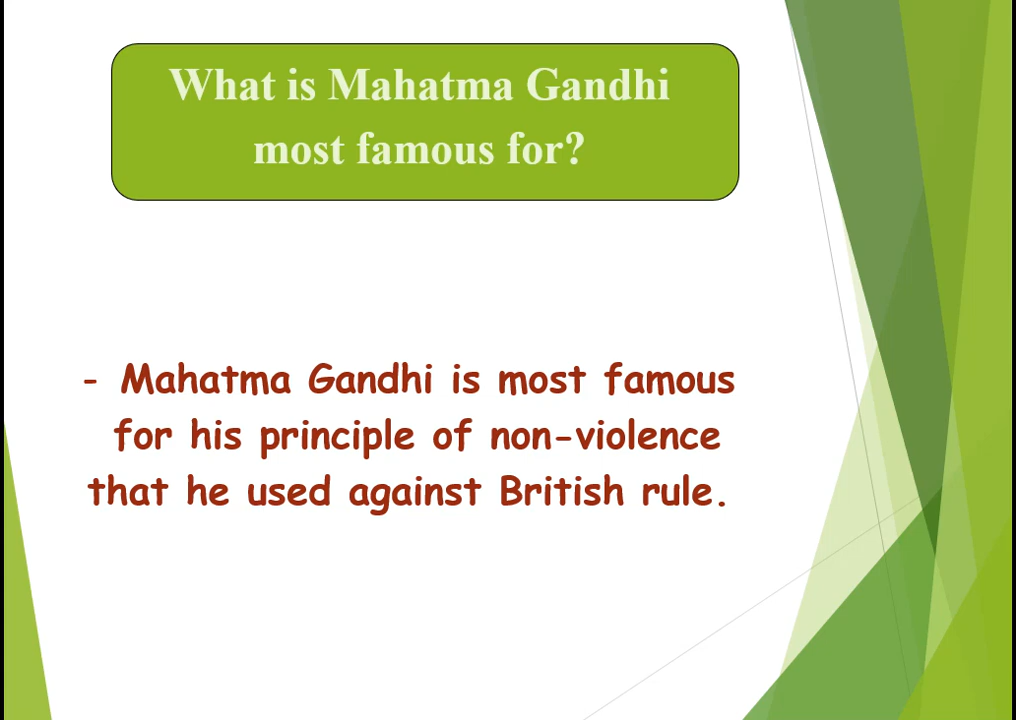 What is Mahatma Gandhi
most famous for?
- Mahatma Gandhi is most famous
for his principle of non-violence
that he used against British rule.